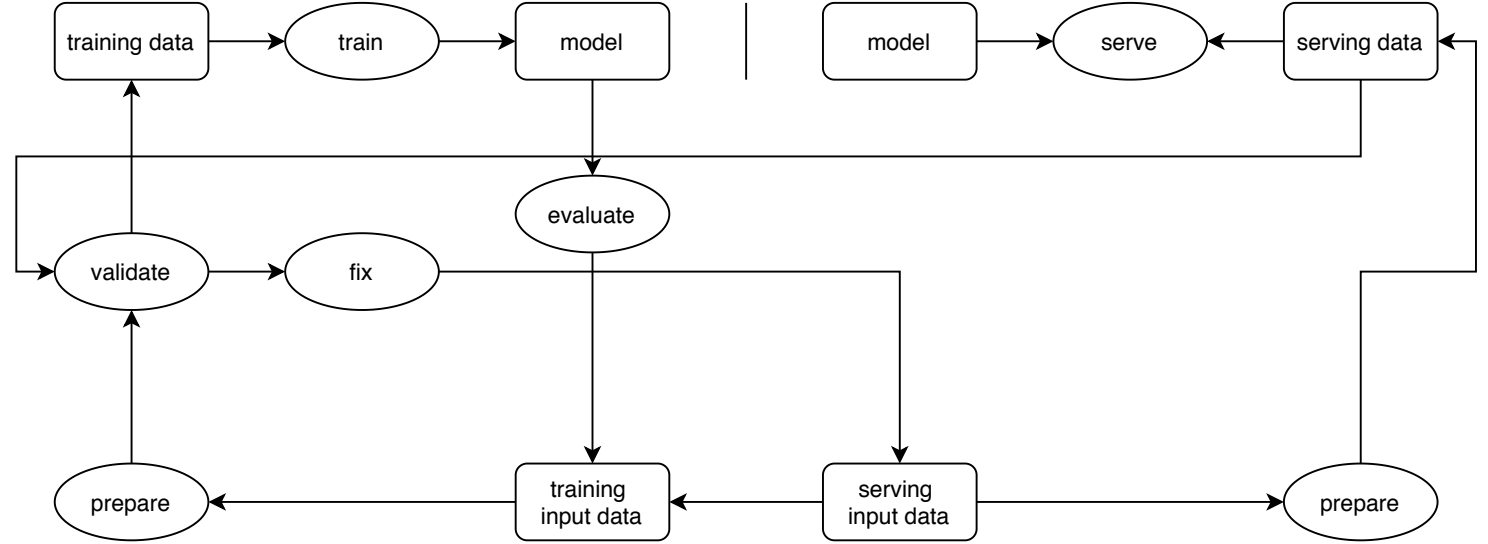 training data
train
model
model
serve
serving data
evaluate
validate
fix
prepare
training
input data
serving
input data
prepare